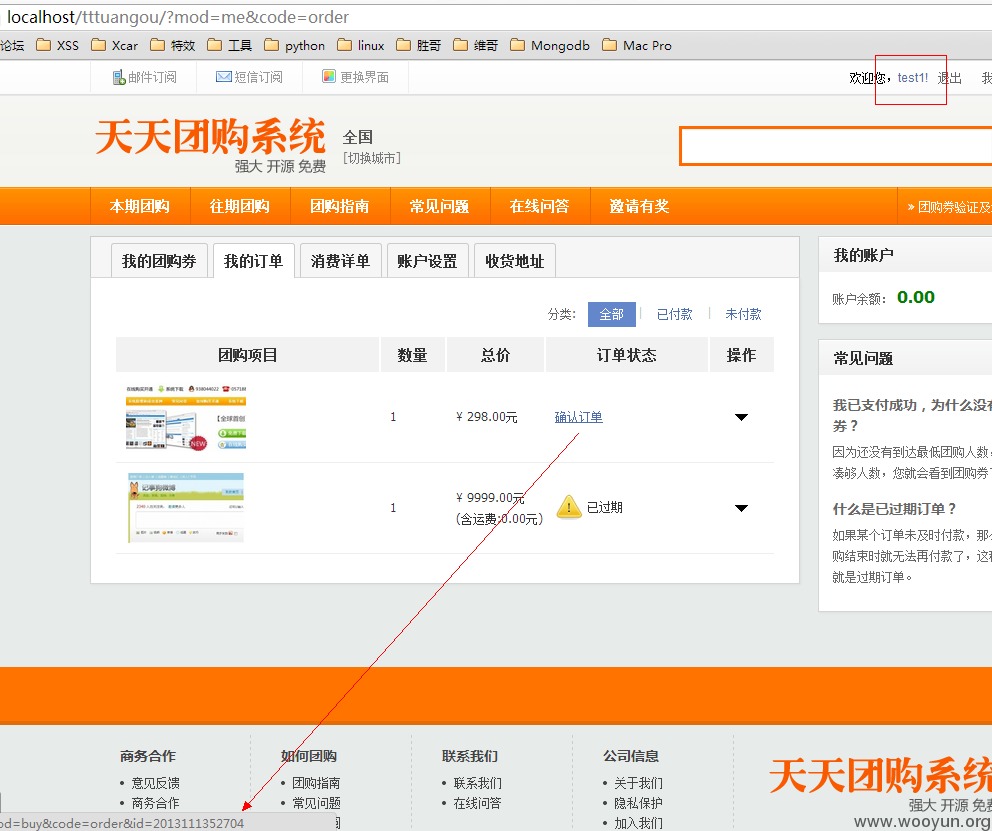 localhost/tttuangou/?mod=me&code=order
论坛 XSS Xcar 特效 工具 python linux 胜哥 维哥 Mongodb Mac Pro
邮件订阅 短信订阅 更换界面 欢迎您，test1! 退出 我
天天团购系统
强大 开源 免费
全国
[切换城市]
本期团购 往期团购 团购指南 常见问题 在线问答 邀请有奖 » 团购券验证及
我的团购券 我的订单 消费详单 账户设置 收货地址
分类： 全部 已付款 未付款
团购项目 数量 总价 订单状态 操作
1 ¥ 298.00元 确认订单
NEW
记事狗微博
1 ¥ 9999.00元
(含运费:0.00元) 已过期
我的账户
账户余额： 0.00
常见问题
我已支付成功，为什么没有
券？
因为还没有到达最低团购人数，
凑够人数，您就会看到团购券了
什么是已过期订单？
如果某个订单未及时付款，那么
购结束时就无法再付款了，这种
就是过期订单。
商务合作
• 意见反馈
• 商务合作
如何团购
• 团购指南
• 常见问题
联系我们
• 联系我们
• 在线问答
公司信息
• 关于我们
• 隐私保护
• 加入我们
天天团购系统
强大 开源 免费
od=buy&code=order&id=2013111352704
www.wooyun.org